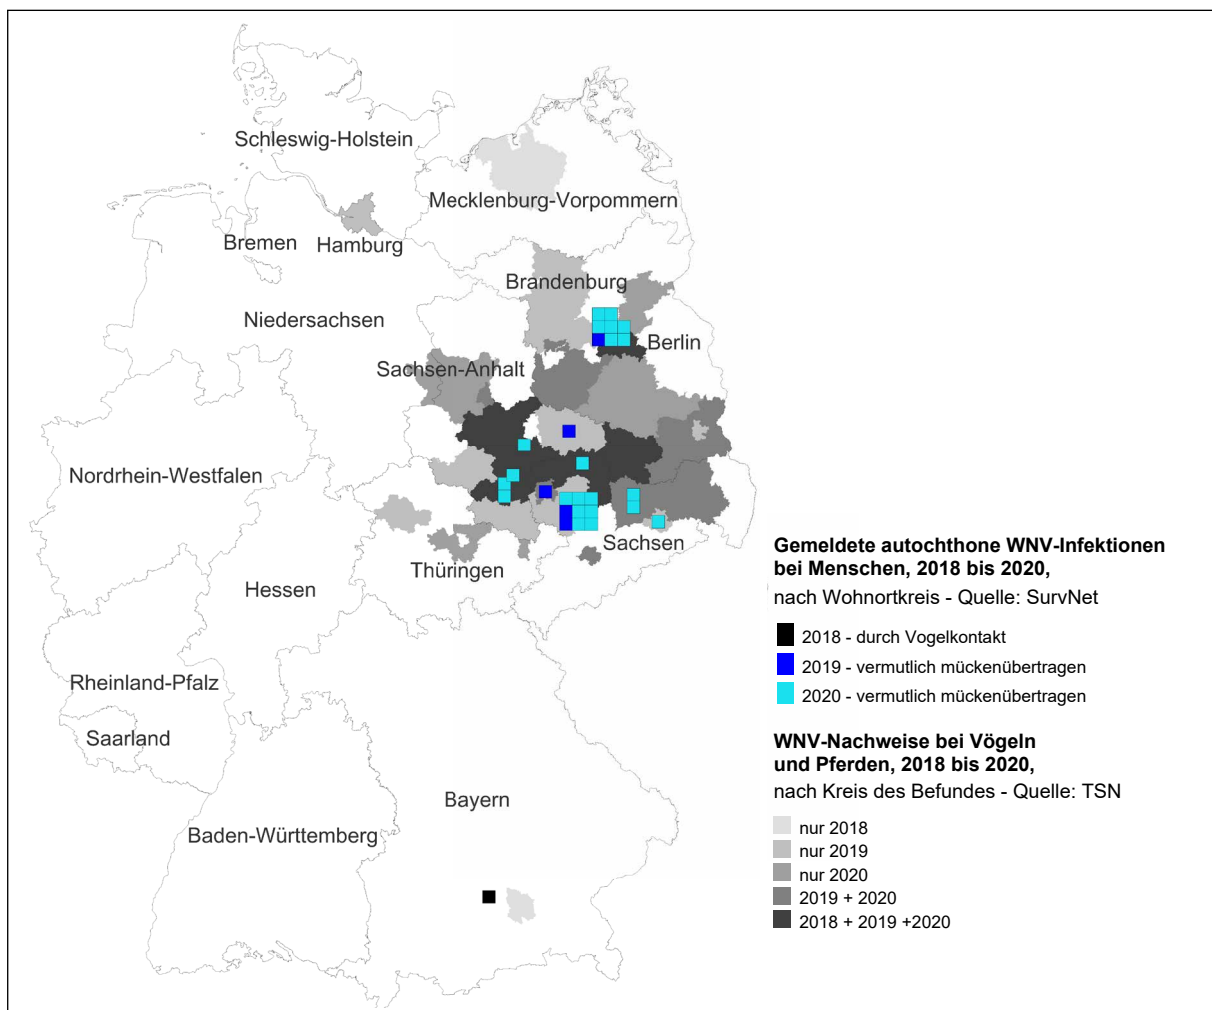 Schleswig-Holstein
Mecklenburg-Vorpommern
Bremen
Hamburg
Brandenburg
Niedersachsen
Berlin
Sachsen-Anhalt
Nordrhein-Westfalen
Sachsen
Thüringen
Hessen
Rheinland-Pfalz
Saarland
Bayern
Baden-Württemberg
Gemeldete autochthone WNV-Infektionen
bei Menschen, 2018 bis 2020,
nach Wohnortkreis - Quelle: SurvNet
2018 - durch Vogelkontakt
2019 - vermutlich mückenübertragen
2020 - vermutlich mückenübertragen
WNV-Nachweise bei Vögeln
und Pferden, 2018 bis 2020,
nach Kreis des Befundes - Quelle: TSN
nur 2018
nur 2019
nur 2020
2019 + 2020
2018 + 2019 +2020